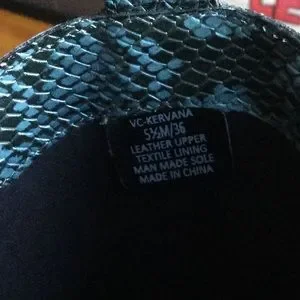 VC-KERVANA
5½M/36
LEATHER UPPER
TEXTILE LINING
MAN MADE SOLE
MADE IN CHINA